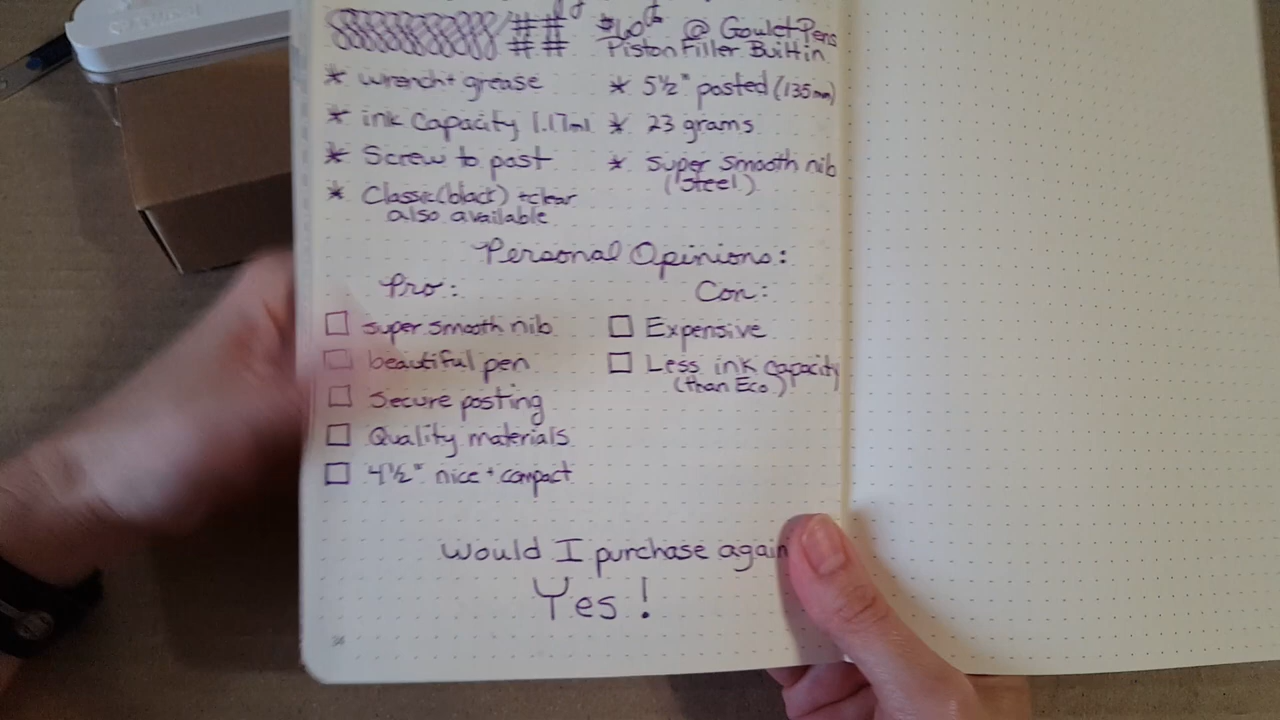 ## $60.00 @ Goulet Pens
Piston Filler Built in
* wrench + grease
* 5½" posted (135mm)
* ink capacity 1.17ml
* 23 grams
* Screw to post
* super smooth nib
(steel)
* Classic (black) + clear
also available
Personal Opinions:
Pro:
Con:
□ super smooth nib
□ Expensive
□ beautiful pen
□ Less ink capacity
(than Eco)
□ Secure posting
□ Quality materials
□ 4½" nice + compact
would I purchase again
Yes!